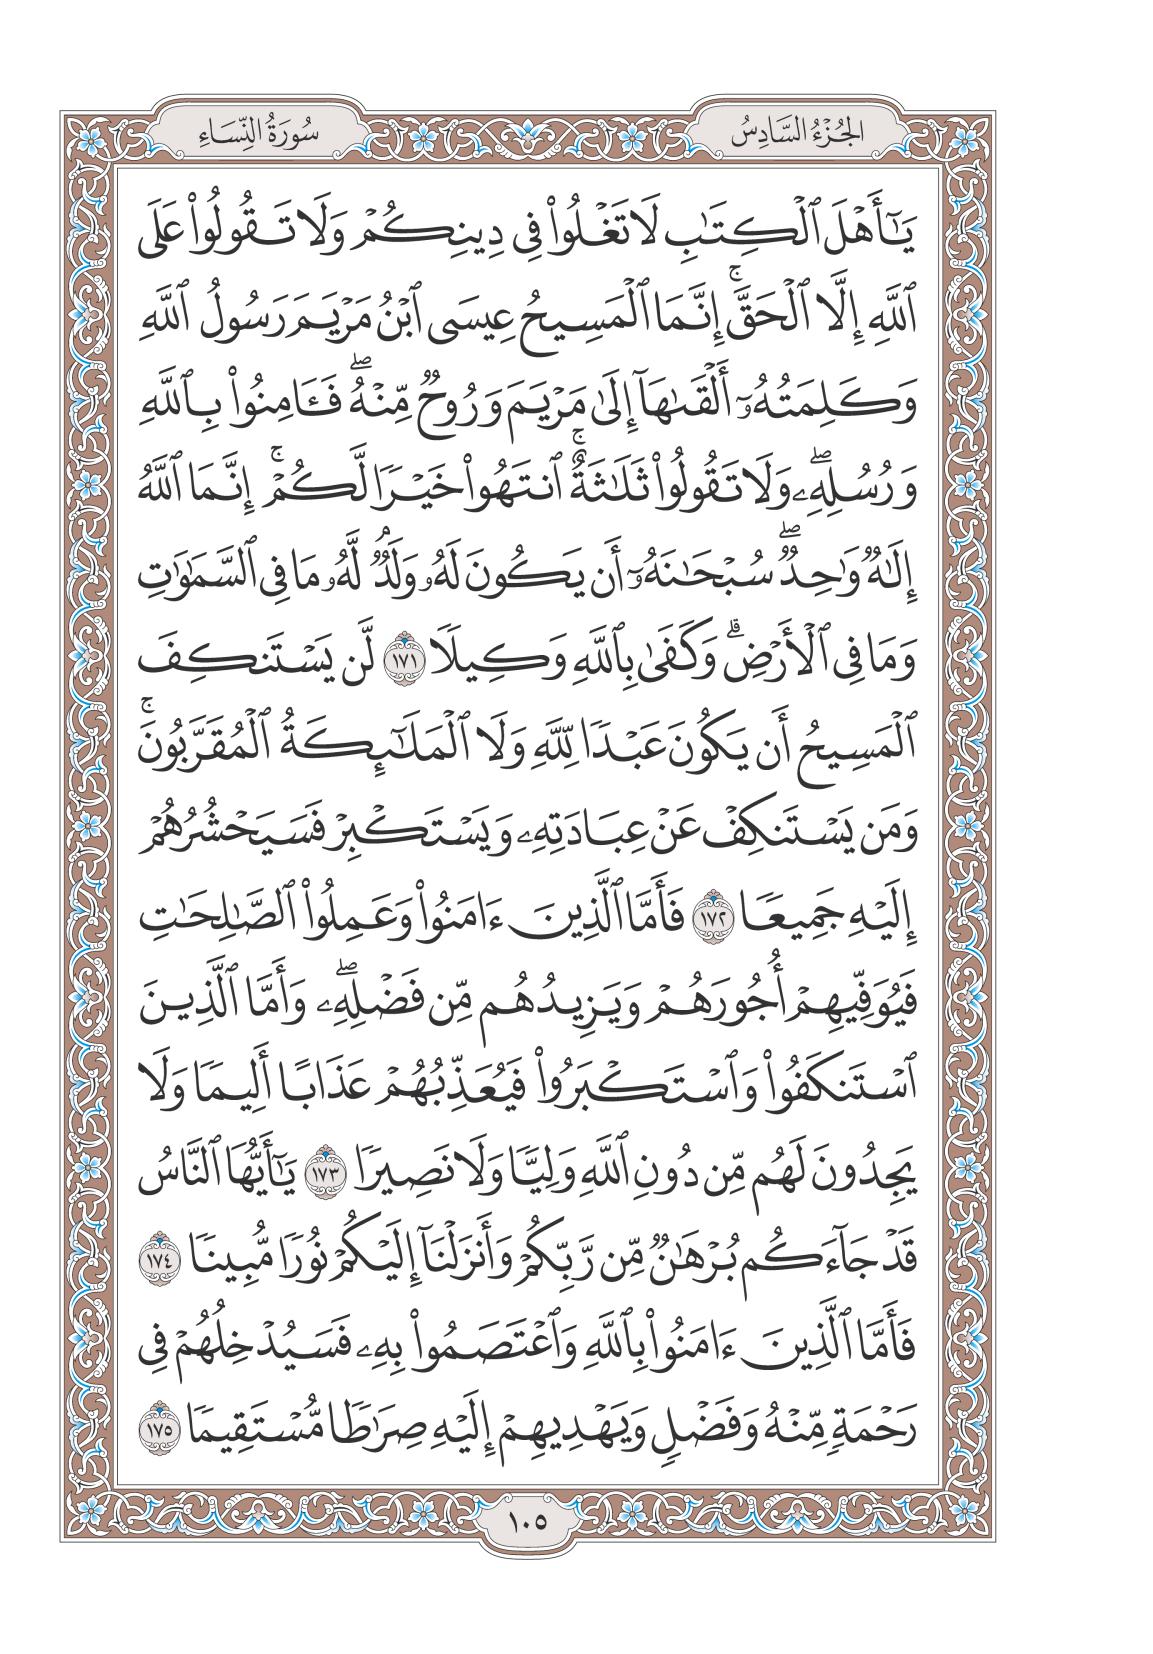 الجُزْءُ السَّادِسُ
سُورَةُ النِّسَاءِ
يَٰٓأَهْلَ ٱلْكِتَٰبِ لَا تَغْلُوا۟ فِى دِينِكُمْ وَلَا تَقُولُوا۟ عَلَى
ٱللَّهِ إِلَّا ٱلْحَقَّ ۚ إِنَّمَا ٱلْمَسِيحُ عِيسَى ٱبْنُ مَرْيَمَ رَسُولُ ٱللَّهِ
وَكَلِمَتُهُۥٓ أَلْقَىٰهَآ إِلَىٰ مَرْيَمَ وَرُوحٌ مِّنْهُ ۖ فَـَٔامِنُوا۟ بِٱللَّهِ
وَرُسُلِهِۦ ۖ وَلَا تَقُولُوا۟ ثَلَٰثَةٌ ۚ ٱنتَهُوا۟ خَيْرًا لَّكُمْ ۚ إِنَّمَا ٱللَّهُ
إِلَٰهٌ وَٰحِدٌ ۖ سُبْحَٰنَهُۥٓ أَن يَكُونَ لَهُۥ وَلَدٌ ۘ لَّهُۥ مَا فِى ٱلسَّمَٰوَٰتِ
وَمَا فِى ٱلْأَرْضِ ۗ وَكَفَىٰ بِٱللَّهِ وَكِيلًا ١٧١ لَّن يَسْتَنكِفَ
ٱلْمَسِيحُ أَن يَكُونَ عَبْدًا لِّلَّهِ وَلَا ٱلْمَلَٰٓئِكَةُ ٱلْمُقَرَّبُونَ ۚ
وَمَن يَسْتَنكِفْ عَنْ عِبَادَتِهِۦ وَيَسْتَكْبِرْ فَسَيَحْشُرُهُمْ
إِلَيْهِ جَمِيعًا ١٧٢ فَأَمَّا ٱلَّذِينَ ءَامَنُوا۟ وَعَمِلُوا۟ ٱلصَّٰلِحَٰتِ
فَيُوَفِّيهِمْ أُجُورَهُمْ وَيَزِيدُهُم مِّن فَضْلِهِۦ ۖ وَأَمَّا ٱلَّذِينَ
ٱسْتَنكَفُوا۟ وَٱسْتَكْبَرُوا۟ فَيُعَذِّبُهُمْ عَذَابًا أَلِيمًا وَلَا
يَجِدُونَ لَهُم مِّن دُونِ ٱللَّهِ وَلِيًّا وَلَا نَصِيرًا ١٧٣ يَٰٓأَيُّهَا ٱلنَّاسُ
قَدْ جَآءَكُم بُرْهَٰنٌ مِّن رَّبِّكُمْ وَأَنزَلْنَآ إِلَيْكُمْ نُورًا مُّبِينًا ١٧٤
فَأَمَّا ٱلَّذِينَ ءَامَنُوا۟ بِٱللَّهِ وَٱعْتَصَمُوا۟ بِهِۦ فَسَيُدْخِلُهُمْ فِى
رَحْمَةٍ مِّنْهُ وَفَضْلٍ وَيَهْدِيهِمْ إِلَيْهِ صِرَٰطًا مُّسْتَقِيمًا ١٧٥
١٠٥